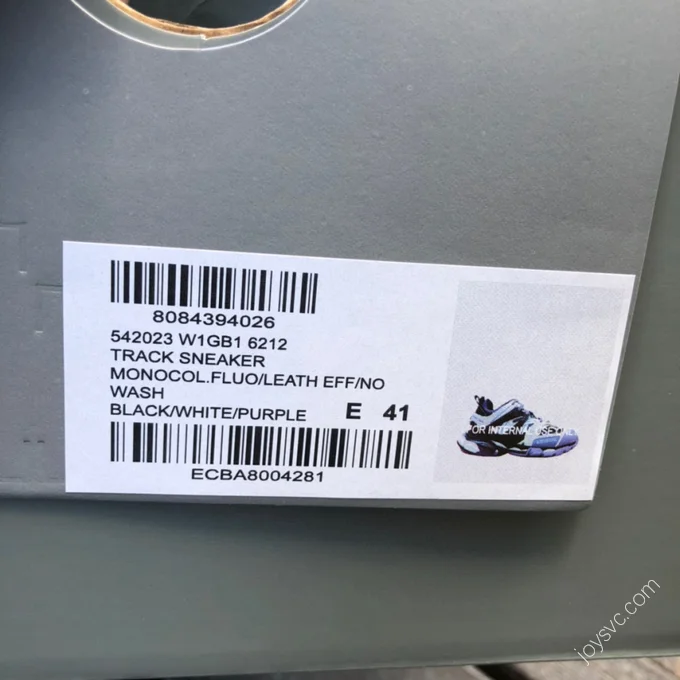 8084394026
542023 W1GB1 6212
TRACK SNEAKER
MONOCOL.FLUO/LEATH EFF/NO
WASH
BLACK/WHITE/PURPLE E 41
ECBA8004281
FOR INTERNAL USE ONLY
joysvc.com